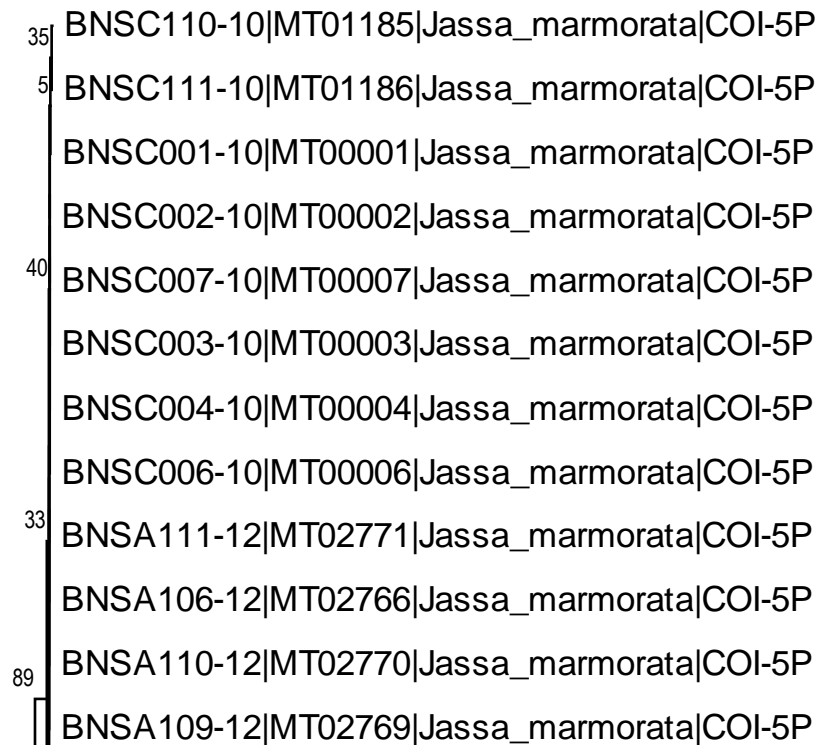 35 BNSC110-10|MT01185|Jassa_marmorata|COI-5P
5 BNSC111-10|MT01186|Jassa_marmorata|COI-5P
BNSC001-10|MT00001|Jassa_marmorata|COI-5P
BNSC002-10|MT00002|Jassa_marmorata|COI-5P
40 BNSC007-10|MT00007|Jassa_marmorata|COI-5P
BNSC003-10|MT00003|Jassa_marmorata|COI-5P
BNSC004-10|MT00004|Jassa_marmorata|COI-5P
BNSC006-10|MT00006|Jassa_marmorata|COI-5P
33 BNSA111-12|MT02771|Jassa_marmorata|COI-5P
BNSA106-12|MT02766|Jassa_marmorata|COI-5P
89 BNSA110-12|MT02770|Jassa_marmorata|COI-5P
BNSA109-12|MT02769|Jassa_marmorata|COI-5P